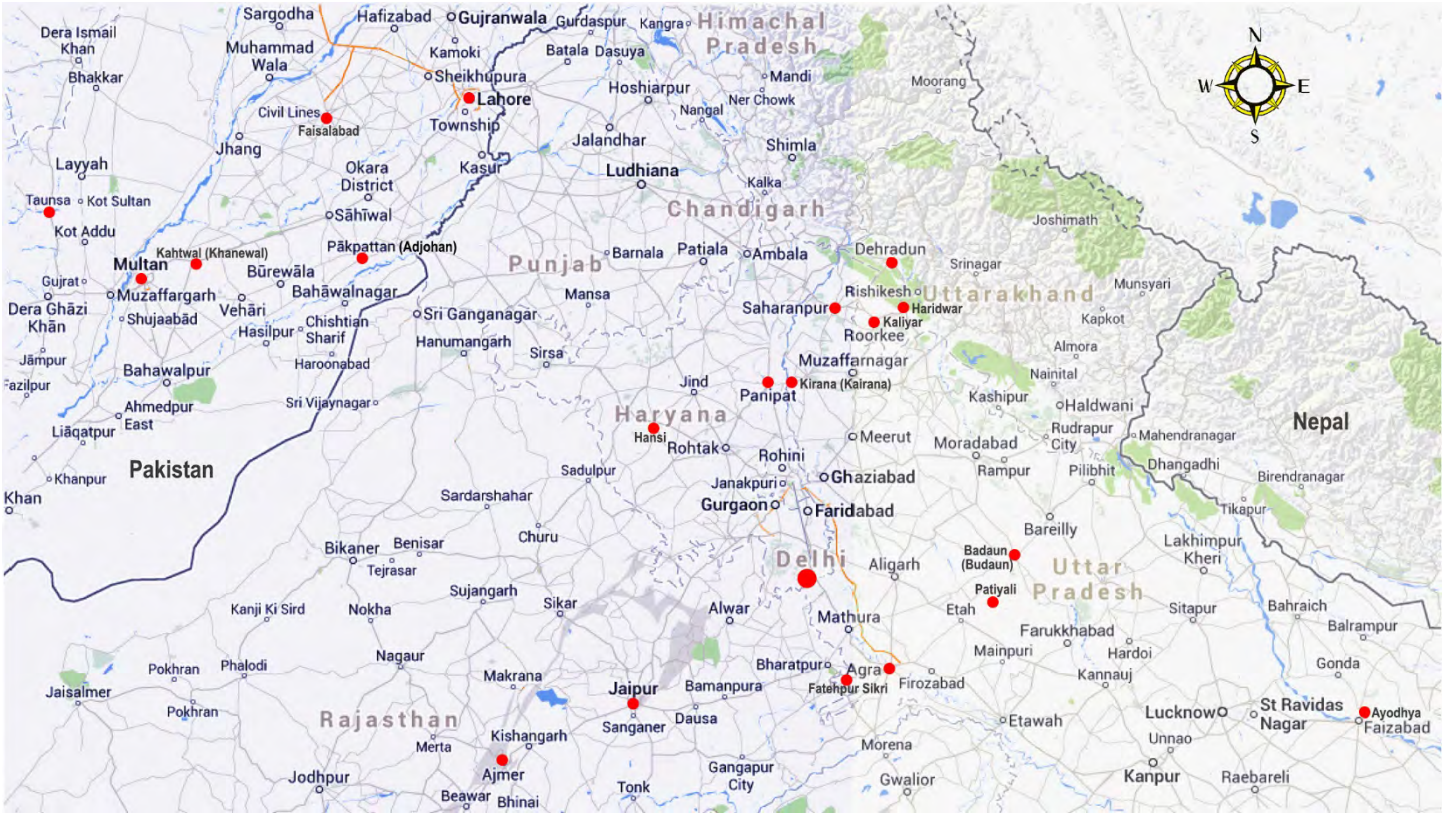 Sargodha
Hafizabad
Gujranwala
Gurdaspur
Kangra
Himachal
Pradesh
N
W
E
S
Dera Ismail
Khan
Bhakkar
Muhammad
Wala
Kamoki
Sheikhupura
Batala
Dasuya
Mandi
Moorang
Hoshiarpur
Ner Chowk
Nangal
Civil Lines
Faisalabad
Lahore
Township
Jhang
Kasur
Jalandhar
Shimla
Layyah
Okara
District
Ludhiana
Kalka
Taunsa
Kot Sultan
Sāhīwal
Chandigarh
Joshimath
Kot Addu
Kahtwal (Khanewal)
Pākpattan (Adjohan)
Barnala
Patiala
Ambala
Dehradun
Srinagar
Multan
Būrewāla
Punjab
Gujrat
Muzaffargarh
Vehāri
Bahāwalnagar
Mansa
Rishikesh
Uttarakhand
Munsyari
Dera Ghāzi
Khān
Shujaabād
Hasilpur
Chishtian
Sharif
Sri Ganganagar
Saharanpur
Haridwar
Kaliyar
Roorkee
Kapkot
Hanumangarh
Sirsa
Jāmpur
Haroonabad
Muzaffarnagar
Almora
Bahawalpur
Nainital
Fazilpur
Jind
Panipat
Kirana (Kairana)
Kashipur
Haldwani
Sri Vijaynagar
Ahmedpur
East
Haryana
Hansi
Rohtak
Meerut
Moradabad
Rudrapur
City
Mahendranagar
Nepal
Liāqatpur
Pakistan
Rohini
Rampur
Pilibhit
Dhangadhi
Birendranagar
Khanpur
Sadulpur
Janakpuri
Ghaziabad
Khan
Sardarshahar
Gurgaon
Faridabad
Tikapur
Churu
Bareilly
Bikaner
Benisar
Tejrasar
Delhi
Aligarh
Badaun
(Budaun)
Uttar
Pradesh
Lakhimpur
Kheri
Patiyali
Sujangarh
Kanji Ki Sird
Nokha
Sikar
Alwar
Mathura
Etah
Sitapur
Bahraich
Farukkhabad
Balrampur
Nagaur
Mainpuri
Hardoi
Pokhran
Phalodi
Bharatpur
Agra
Gonda
Makrana
Firozabad
Kannauj
Jaisalmer
Jaipur
Bamanpura
Fatehpur Sikri
Pokhran
Rajasthan
Sanganer
Dausa
Etawah
Lucknow
St Ravidas
Nagar
Ayodhya
Faizabad
Merta
Kishangarh
Morena
Unnao
Jodhpur
Ajmer
Gangapur
City
Gwalior
Kanpur
Raebareli
Beawar
Bhinai
Tonk